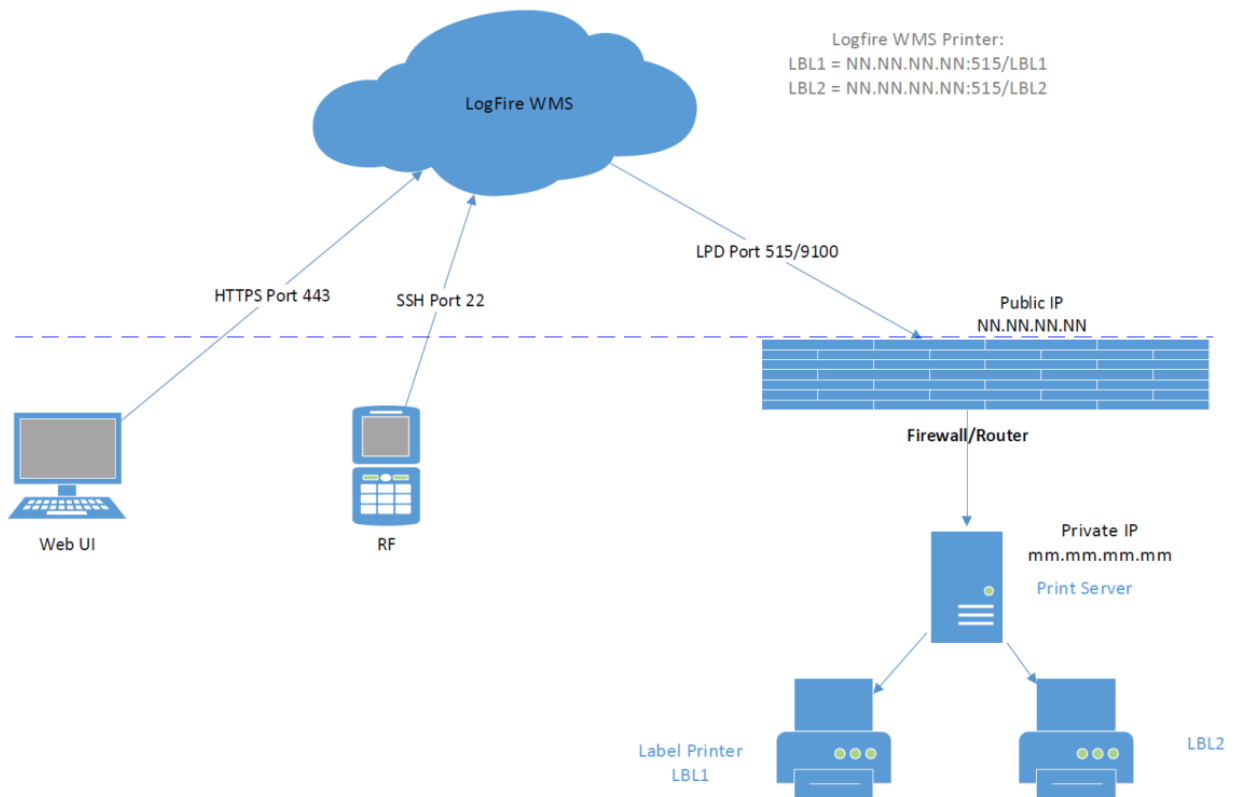 Logfire WMS Printer:
LBL1 = NN.NN.NN.NN:515/LBL1
LBL2 = NN.NN.NN.NN:515/LBL2
LogFire WMS
LPD Port 515/9100
HTTPS Port 443
SSH Port 22
Public IP
NN.NN.NN.NN
Firewall/Router
Web UI
RF
Private IP
mm.mm.mm.mm
Print Server
Label Printer
LBL1
LBL2